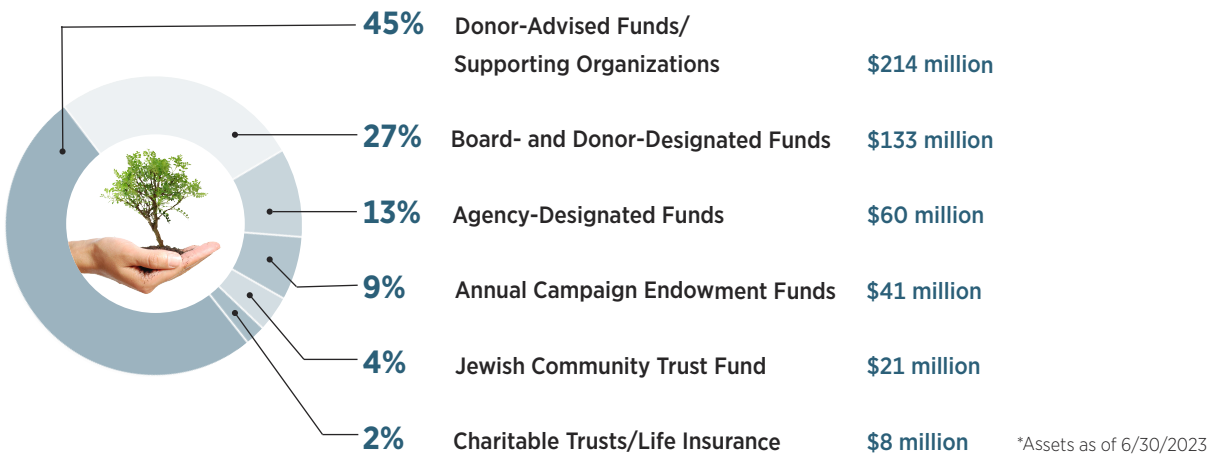 45% Donor-Advised Funds/
Supporting Organizations $214 million
27% Board- and Donor-Designated Funds $133 million
13% Agency-Designated Funds $60 million
9% Annual Campaign Endowment Funds $41 million
4% Jewish Community Trust Fund $21 million
2% Charitable Trusts/Life Insurance $8 million *Assets as of 6/30/2023